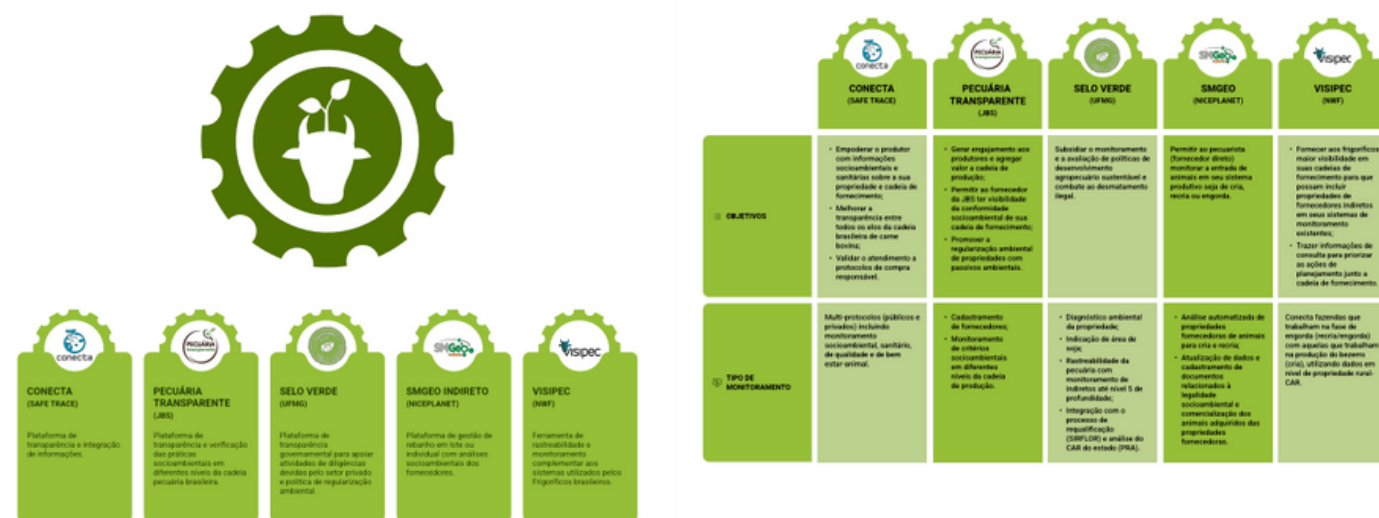 conecta
CONECTA
(SAFE TRACE)
Plataforma de
transparência e integração
de informações.
PECUÁRIA
transparente
PECUÁRIA
TRANSPARENTE
(JBS)
Plataforma de
transparência e verificação
das práticas
socioambientais em
diferentes níveis da cadeia
pecuária brasileira.
SELO VERDE
(UFMG)
Plataforma de
transparência
governamental para apoiar
atividades de diligências
devidas pelo setor privado
e política de regularização
ambiental.
SMGeo
SMGEO INDIRETO
(NICEPLANET)
Plataforma de gestão de
rebanho em lote ou
individual com análises
socioambientais dos
fornecedores.
Visipec
VISIPEC
(NWF)
Ferramenta de
rastreabilidade e
monitoramento
complementar aos
sistemas utilizados pelos
Frigoríficos brasileiros.
conecta
CONECTA
(SAFE TRACE)
PECUÁRIA
transparente
PECUÁRIA
TRANSPARENTE
(JBS)
SELO VERDE
(UFMG)
SMGeo
SMGEO
(NICEPLANET)
Visipec
VISIPEC
(NWF)
OBJETIVOS
• Empoderar o produtor
com informações
socioambientais e
sanitárias sobre a sua
propriedade e cadeia de
fornecimento;
• Melhorar a
transparência entre
todos os elos da cadeia
brasileira de carne
bovina;
• Validar o atendimento a
protocolos de compra
responsável.
• Gerar engajamento aos
produtores e agregar
valor a cadeia de
produção;
• Permitir ao fornecedor
da JBS ter visibilidade
da conformidade
socioambiental de sua
cadeia de fornecimento;
• Promover a
regularização ambiental
de propriedades com
passivos ambientais.
Subsidiar o monitoramento
e a avaliação de políticas de
desenvolvimento
agropecuário sustentável e
combate ao desmatamento
ilegal.
Permitir ao pecuarista
(fornecedor direto)
monitorar a entrada de
animais em seu sistema
produtivo seja de cria,
recria ou engorda.
• Fornecer aos frigoríficos
maior visibilidade em
suas cadeias de
fornecimento para que
possam incluir
propriedades de
fornecedores indiretos
em seus sistemas de
monitoramento
existentes;
• Trazer informações de
consulta para priorizar
as ações de
planejamento junto a
cadeia de fornecimento.
TIPO DE
MONITORAMENTO
Multi-protocolos (públicos e
privados) incluindo
monitoramento
socioambiental, sanitário,
de qualidade e de bem
estar-animal.
• Cadastramento
de fornecedores;
• Monitoramento
de critérios
socioambientais
em diferentes
níveis da cadeia
de produção.
• Diagnóstico ambiental
da propriedade;
• Indicação de área de
soja;
• Rastreabilidade da
pecuária com
monitoramento de
indiretos até nível 5 de
profundidade;
• Integração com o
processo de
requalificação
(SIRFLOR) e análise do
CAR do estado (PRA).
• Análise automatizada de
propriedades
fornecedoras de animais
para cria e recria;
• Atualização de dados e
cadastramento de
documentos
relacionados à
legalidade
socioambiental e
comercialização dos
animais adquiridos das
propriedades
fornecedoras.
Conecta fazendas que
trabalham na fase de
engorda (recria/engorda)
com aquelas que trabalham
na produção do bezerro
(cria), utilizando dados em
nível de propriedade rural-
CAR.